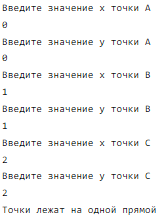 Введите значение х точки А
0
Введите значение у точки А
0
Введите значение х точки В
1
Введите значение у точки В
1
Введите значение х точки С
2
Введите значение у точки С
2
Точки лежат на одной прямой